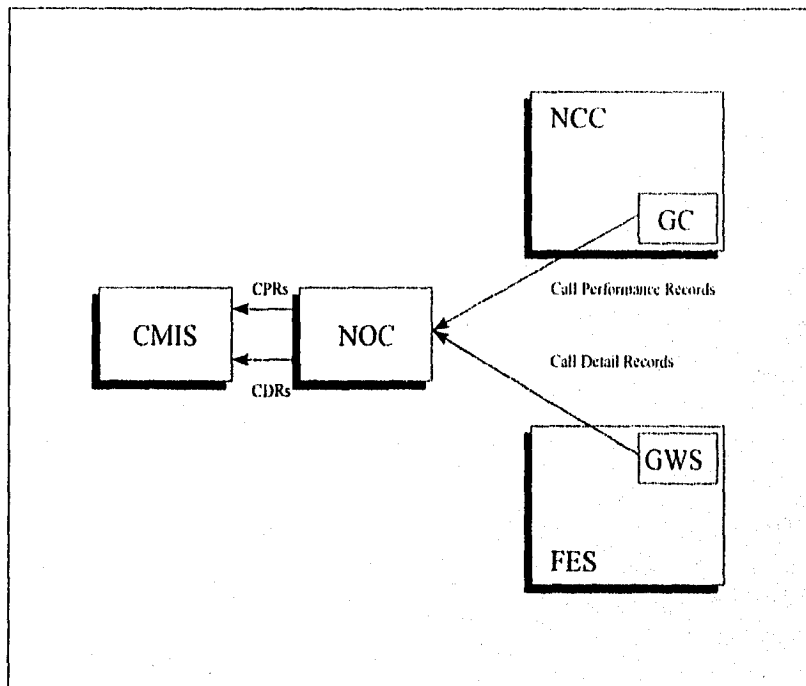 NCC
GC
Call Performance Records
CPRs
CMIS
NOC
Call Detail Records
CDRs
GWS
FES